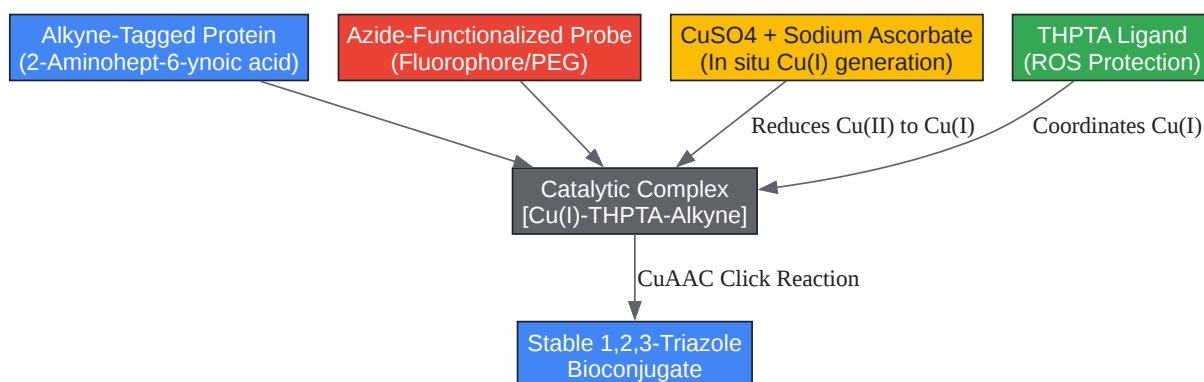 Alkyne-Tagged Protein
(2-Aminohept-6-ynoic acid)
Azide-Functionalized Probe
(Fluorophore/PEG)
CuSO4 + Sodium Ascorbate
(In situ Cu(I) generation)
THPTA Ligand
(ROS Protection)
Reduces Cu(II) to Cu(I)
Coordinates Cu(I)
Catalytic Complex
[Cu(I)-THPTA-Alkyne]
CuAAC Click Reaction
Stable 1,2,3-Triazole
Bioconjugate